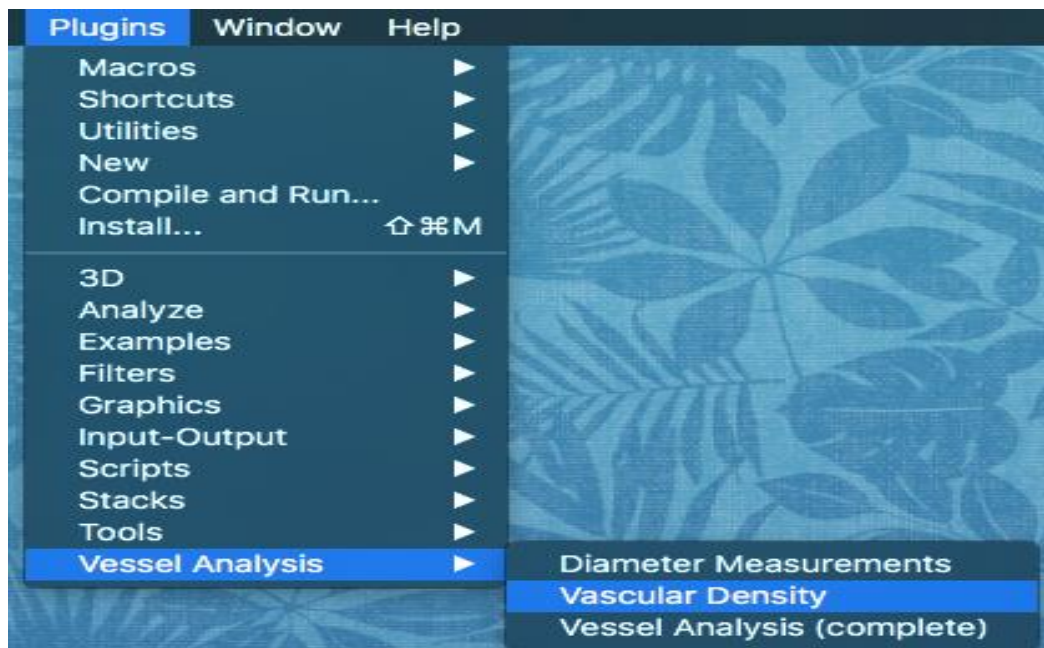 Plugins Window Help
Macros ▶
Shortcuts ▶
Utilities ▶
New ▶
Compile and Run...
Install... ⇧⌘M
3D ▶
Analyze ▶
Examples ▶
Filters ▶
Graphics ▶
Input-Output ▶
Scripts ▶
Stacks ▶
Tools ▶
Vessel Analysis ▶
Diameter Measurements
Vascular Density
Vessel Analysis (complete)